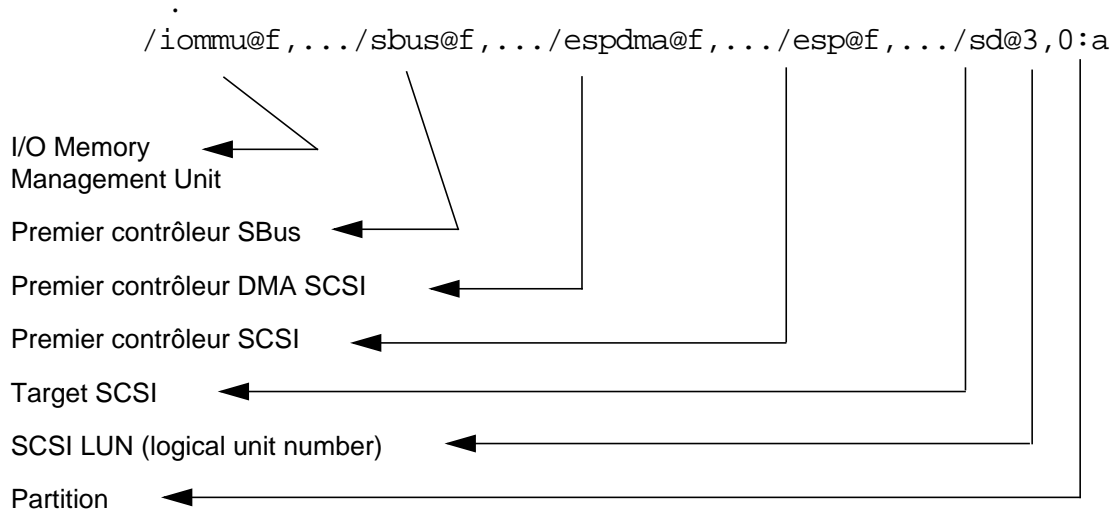 .
/iommu@f,.../sbus@f,.../espdma@f,.../esp@f,.../sd@3,0:a
I/O Memory
Management Unit
Premier contrôleur SBus
Premier contrôleur DMA SCSI
Premier contrôleur SCSI
Target SCSI
SCSI LUN (logical unit number)
Partition